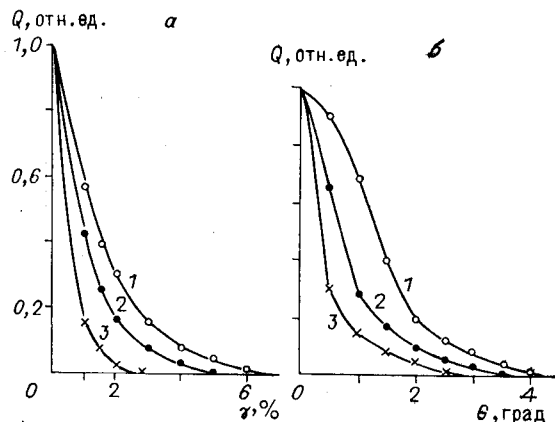 Q, отн.ед. а
Q, отн.ед. б
1,0
0,6
0,2
1
2
3
0 2 6
γ, %
1
2
3
0 2 4
Θ, град